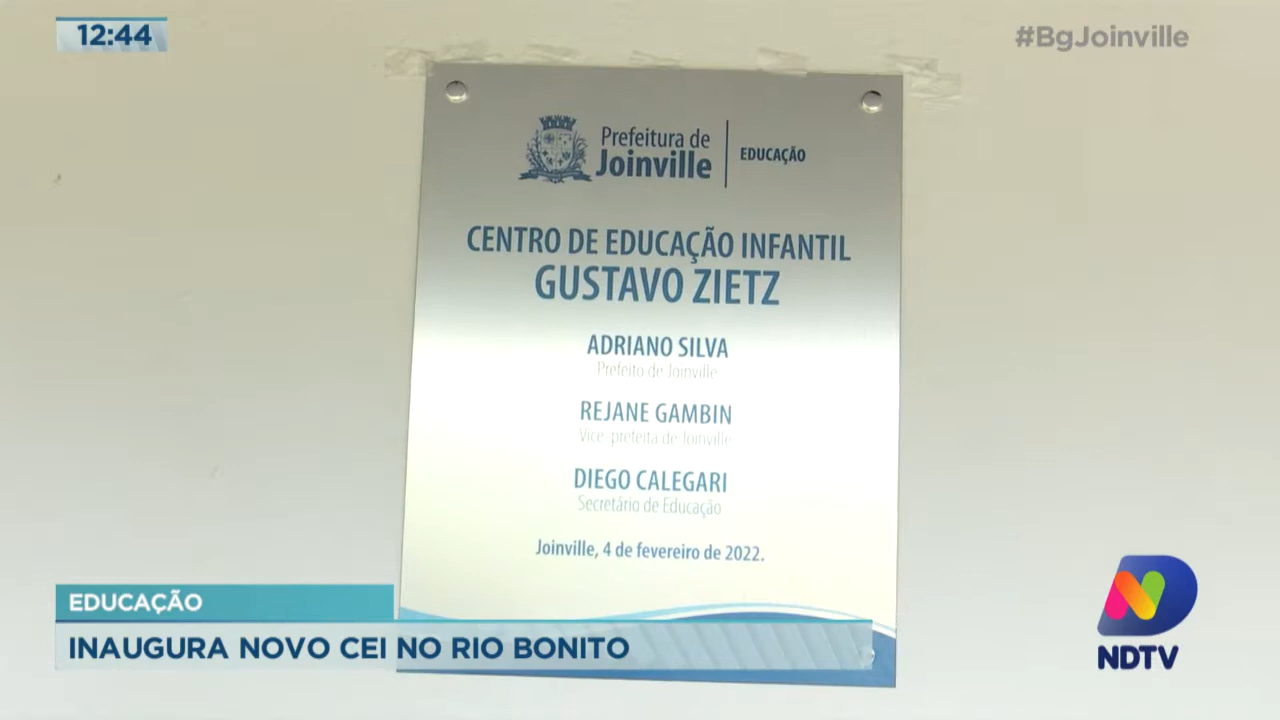 12:44
#BgJoinville
Prefeitura de
Joinville
EDUCAÇÃO
CENTRO DE EDUCAÇÃO INFANTIL
GUSTAVO ZIETZ
ADRIANO SILVA
Prefeito de Joinville
REJANE GAMBIN
Vice-prefeita de Joinville
DIEGO CALEGARI
Secretário de Educação
Joinville, 4 de fevereiro de 2022.
EDUCAÇÃO
INAUGURA NOVO CEI NO RIO BONITO
NDTV